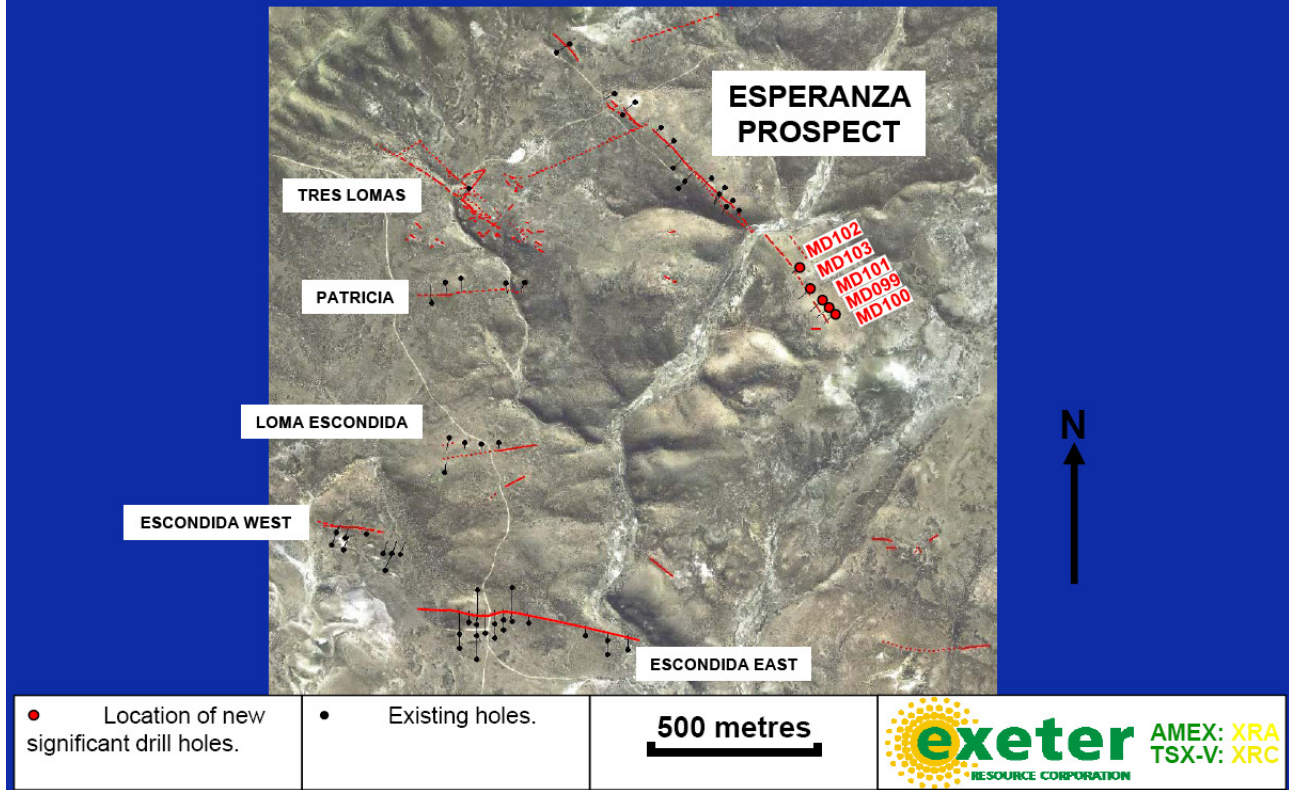 ESPERANZA
PROSPECT
TRES LOMAS
MD102
MD103
MD101
MD099
MD100
PATRICIA
LOMA ESCONDIDA
N
ESCONDIDA WEST
ESCONDIDA EAST
Location of new
significant drill holes.
Existing holes.
500 metres
exeter
RESOURCE CORPORATION
AMEX: XRA
TSX-V: XRC